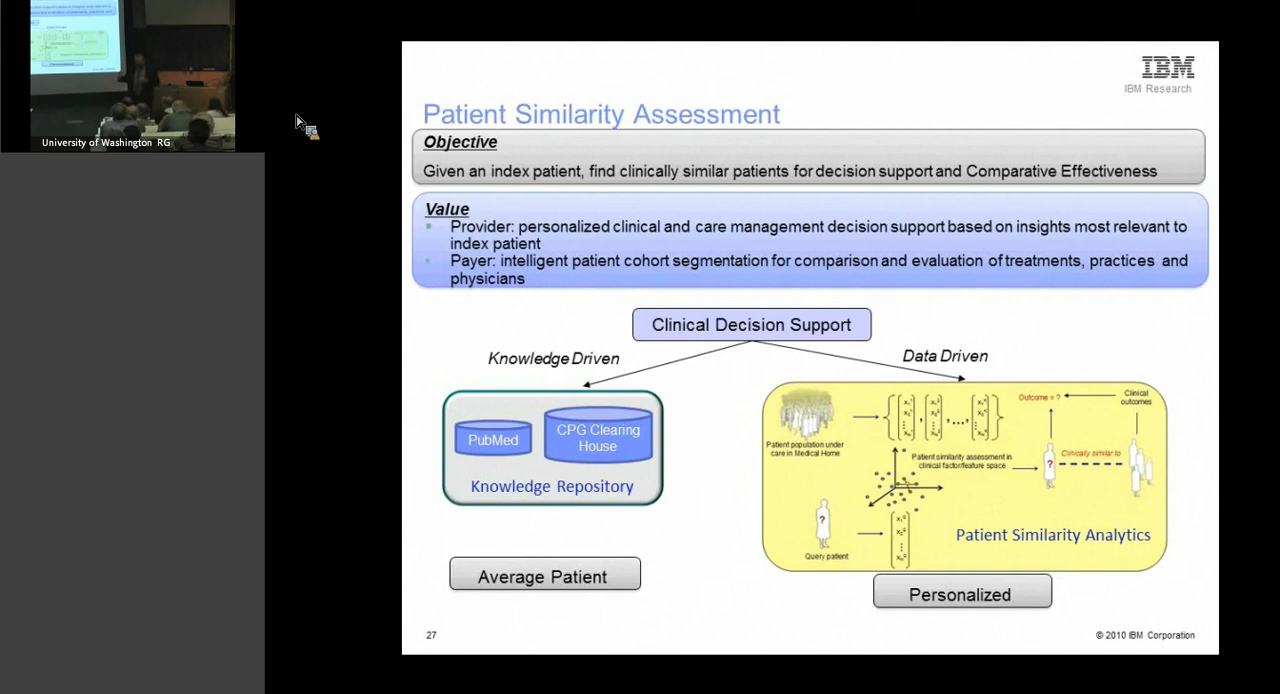 University of Washington RG
IBM
IBM Research
Patient Similarity Assessment
Objective
Given an index patient, find clinically similar patients for decision support and Comparative Effectiveness
Value
Provider: personalized clinical and care management decision support based on insights most relevant to
index patient
Payer: intelligent patient cohort segmentation for comparison and evaluation of treatments, practices and
physicians
Clinical Decision Support
Knowledge Driven
Data Driven
PubMed
CPG Clearing
House
Knowledge Repository
Average Patient
Patient population under
care in Medical Home
Outcome = ?
Clinical
outcomes
Patient similarity assessment in
clinical factor/feature space
?
Clinically similar to
?
Query patient
Patient Similarity Analytics
Personalized
27
© 2010 IBM Corporation